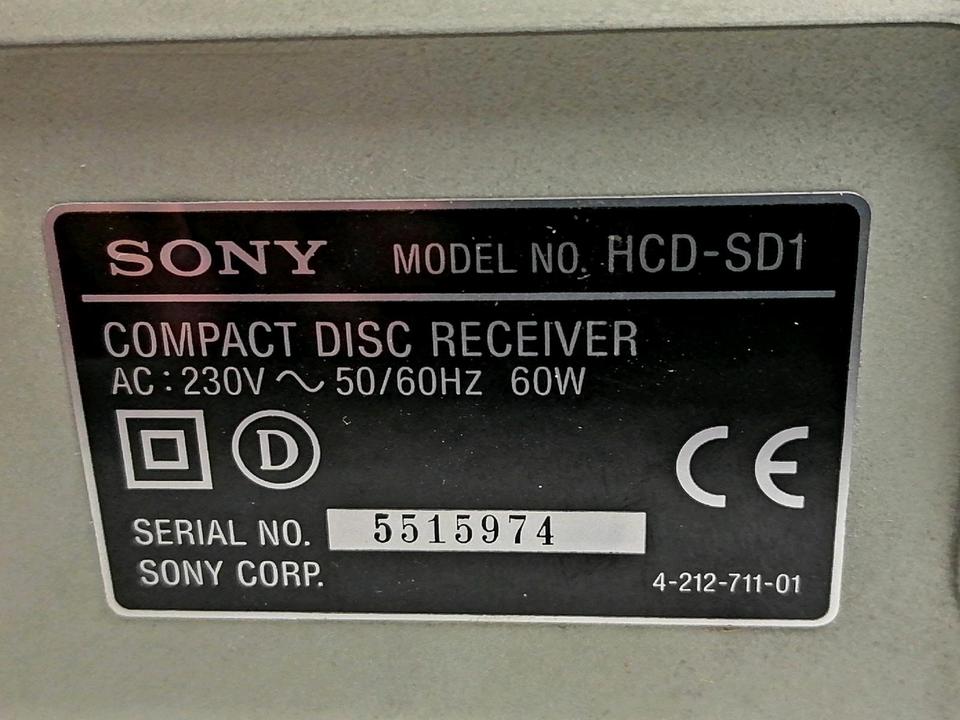 SONY MODEL NO. HCD-SD1
COMPACT DISC RECEIVER
AC : 230V ~ 50/60HZ 60W
D CE
SERIAL NO. 5515974
SONY CORP. 4-212-711-01